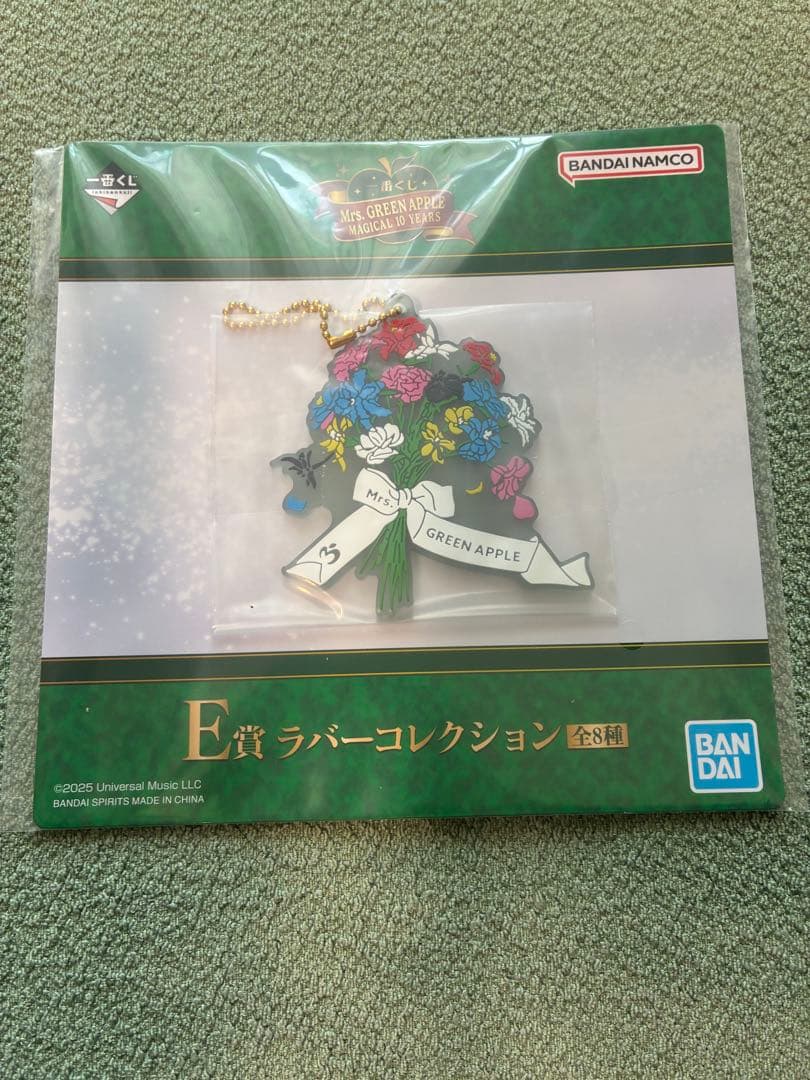 一番くじ
ICHIBANKUJI
一番くじ
Mrs. GREEN APPLE
MAGICAL 10 YEARS
BANDAI NAMCO
Mrs.
GREEN APPLE
E賞 ラバーコレクション 全8種
©2025 Universal Music LLC
BANDAI SPIRITS MADE IN CHINA
BAN
DAI